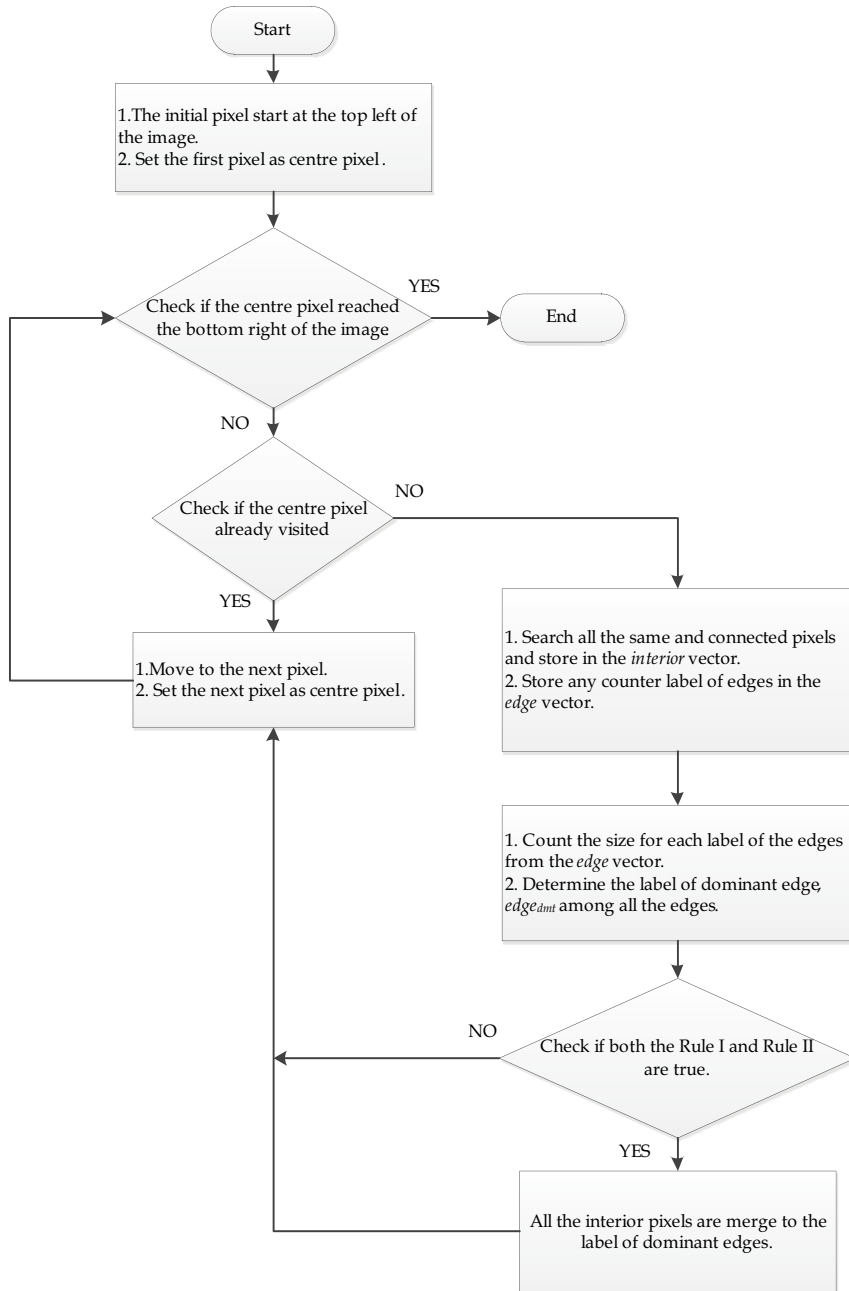 Start
1.The initial pixel start at the top left of
the image.
2. Set the first pixel as centre pixel.
YES
Check if the centre pixel reached
the bottom right of the image
End
NO
NO
Check if the centre pixel
already visited
YES
1.Move to the next pixel.
2. Set the next pixel as centre pixel.
1. Search all the same and connected pixels
and store in the interior vector.
2. Store any counter label of edges in the
edge vector.
1. Count the size for each label of the edges
from the edge vector.
2. Determine the label of dominant edge,
edgedmt among all the edges.
NO
Check if both the Rule I and Rule II
are true.
YES
All the interior pixels are merge to the
label of dominant edges.